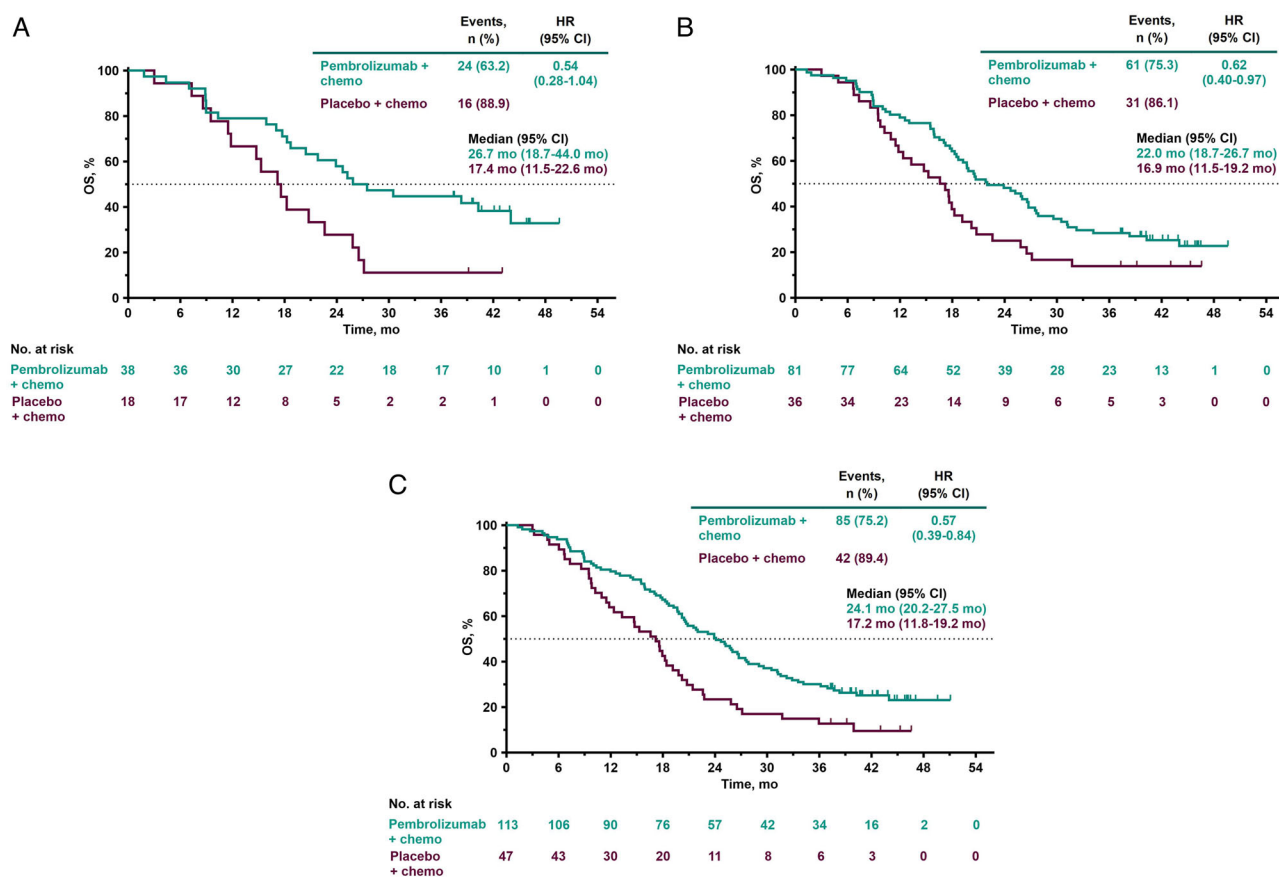 A
Events, HR
n (%) (95% CI)
Pembrolizumab + 24 (63.2) 0.54
chemo (0.28-1.04)
Placebo + chemo 16 (88.9)
Median (95% CI)
26.7 mo (18.7-44.0 mo)
17.4 mo (11.5-22.6 mo)
OS, %
100
80
60
40
20
0
0 6 12 18 24 30 36 42 48 54
Time, mo
No. at risk
Pembrolizumab 38 36 30 27 22 18 17 10 1 0
+ chemo
Placebo 18 17 12 8 5 2 2 1 0 0
+ chemo
B
Events, HR
n (%) (95% CI)
Pembrolizumab + 61 (75.3) 0.62
chemo (0.40-0.97)
Placebo + chemo 31 (86.1)
Median (95% CI)
22.0 mo (18.7-26.7 mo)
16.9 mo (11.5-19.2 mo)
OS, %
100
80
60
40
20
0
0 6 12 18 24 30 36 42 48 54
Time, mo
No. at risk
Pembrolizumab 81 77 64 52 39 28 23 13 1 0
+ chemo
Placebo 36 34 23 14 9 6 5 3 0 0
+ chemo
C
Events, HR
n (%) (95% CI)
Pembrolizumab + 85 (75.2) 0.57
chemo (0.39-0.84)
Placebo + chemo 42 (89.4)
Median (95% CI)
24.1 mo (20.2-27.5 mo)
17.2 mo (11.8-19.2 mo)
OS, %
100
80
60
40
20
0
0 6 12 18 24 30 36 42 48 54
Time, mo
No. at risk
Pembrolizumab 113 106 90 76 57 42 34 16 2 0
+ chemo
Placebo 47 43 30 20 11 8 6 3 0 0
+ chemo